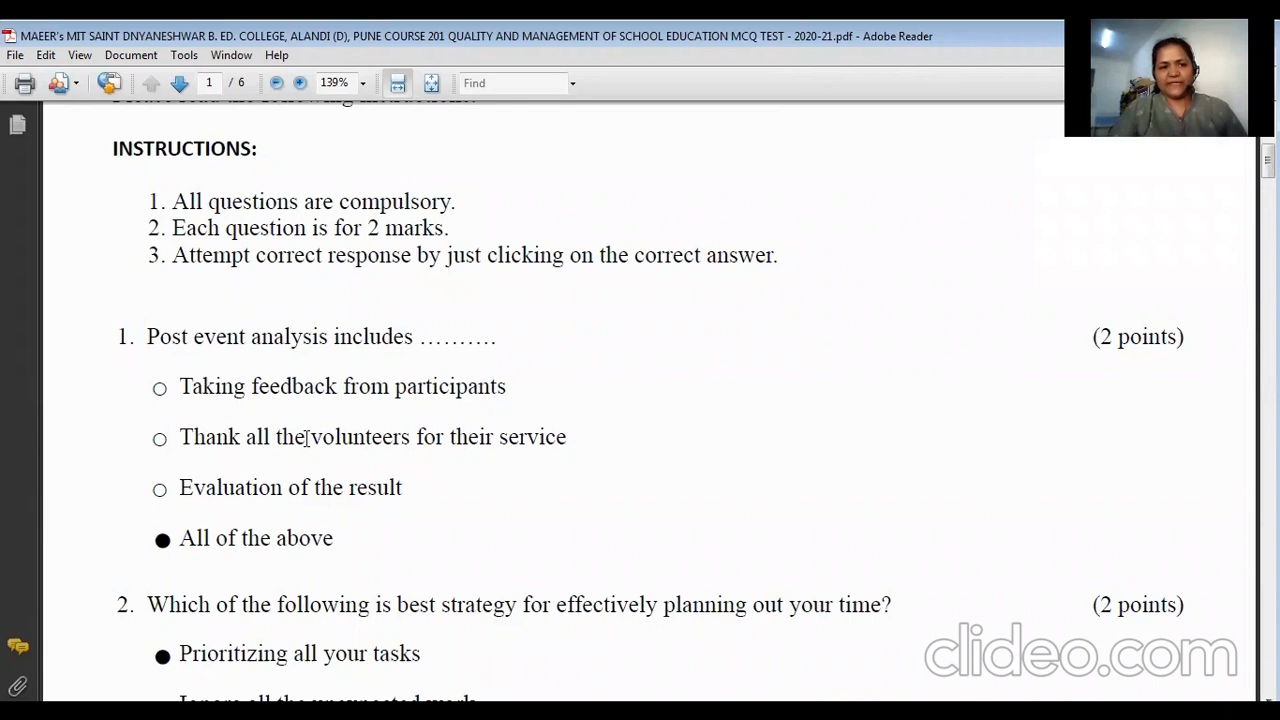 MAEER's MIT SAINT DNYANESHWAR B. ED. COLLEGE, ALANDI (D), PUNE COURSE 201 QUALITY AND MANAGEMENT OF SCHOOL EDUCATION MCQ TEST - 2020-21.pdf - Adobe Reader
File Edit View Document Tools Window Help
1 / 6 139% Find
INSTRUCTIONS:
1. All questions are compulsory.
2. Each question is for 2 marks.
3. Attempt correct response by just clicking on the correct answer.
1. Post event analysis includes ………. (2 points)
Taking feedback from participants
Thank all the volunteers for their service
Evaluation of the result
All of the above
2. Which of the following is best strategy for effectively planning out your time? (2 points)
Prioritizing all your tasks
clideo.com